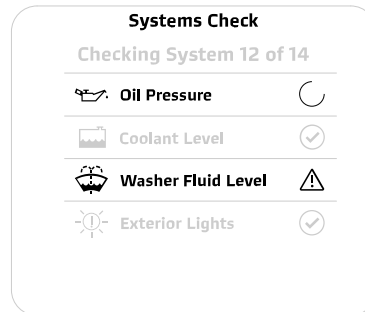 Systems Check
Checking System 12 of 14
Oil Pressure
Coolant Level
Washer Fluid Level
Exterior Lights